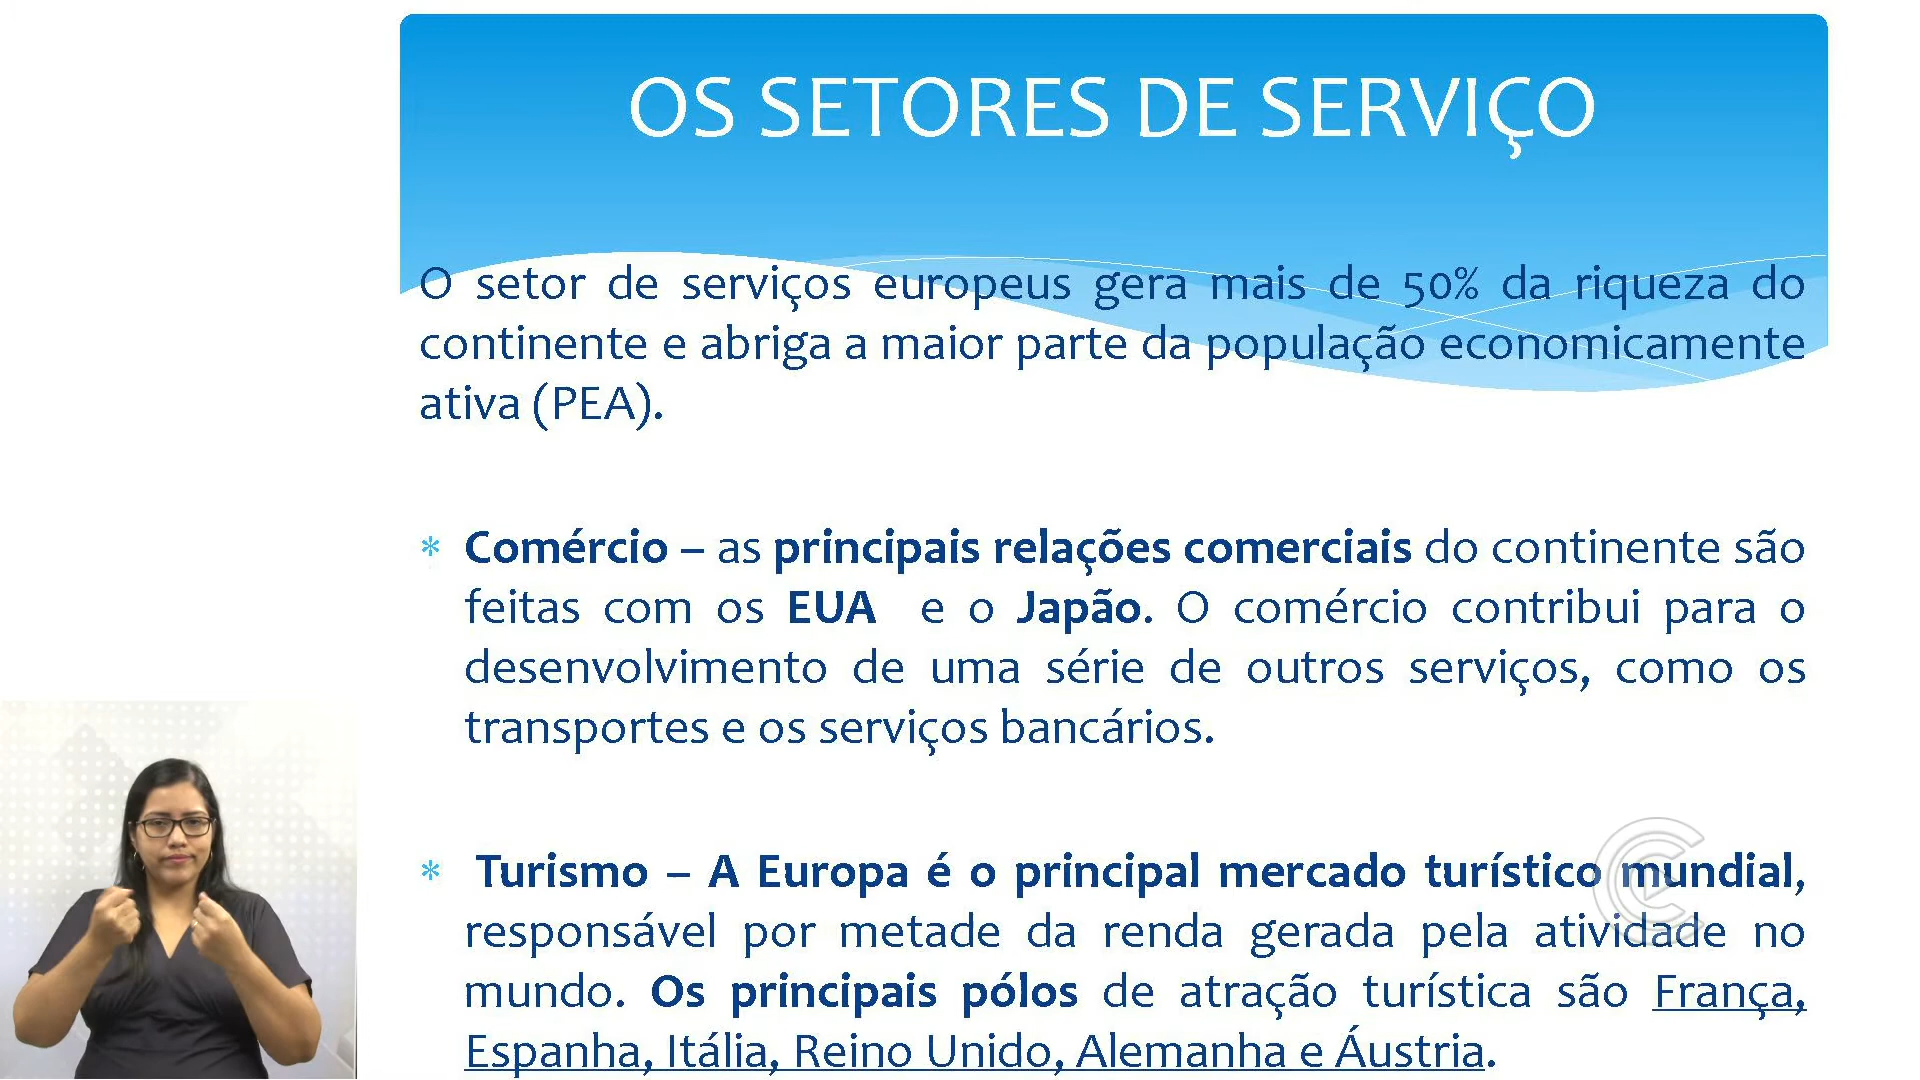 OS SETORES DE SERVIÇO
O setor de serviços europeus gera mais de 50% da riqueza do
continente e abriga a maior parte da população economicamente
ativa (PEA).
* Comércio – as principais relações comerciais do continente são
feitas com os EUA e o Japão. O comércio contribui para o
desenvolvimento de uma série de outros serviços, como os
transportes e os serviços bancários.
* Turismo – A Europa é o principal mercado turístico mundial,
responsável por metade da renda gerada pela atividade no
mundo. Os principais pólos de atração turística são França,
Espanha, Itália, Reino Unido, Alemanha e Áustria.